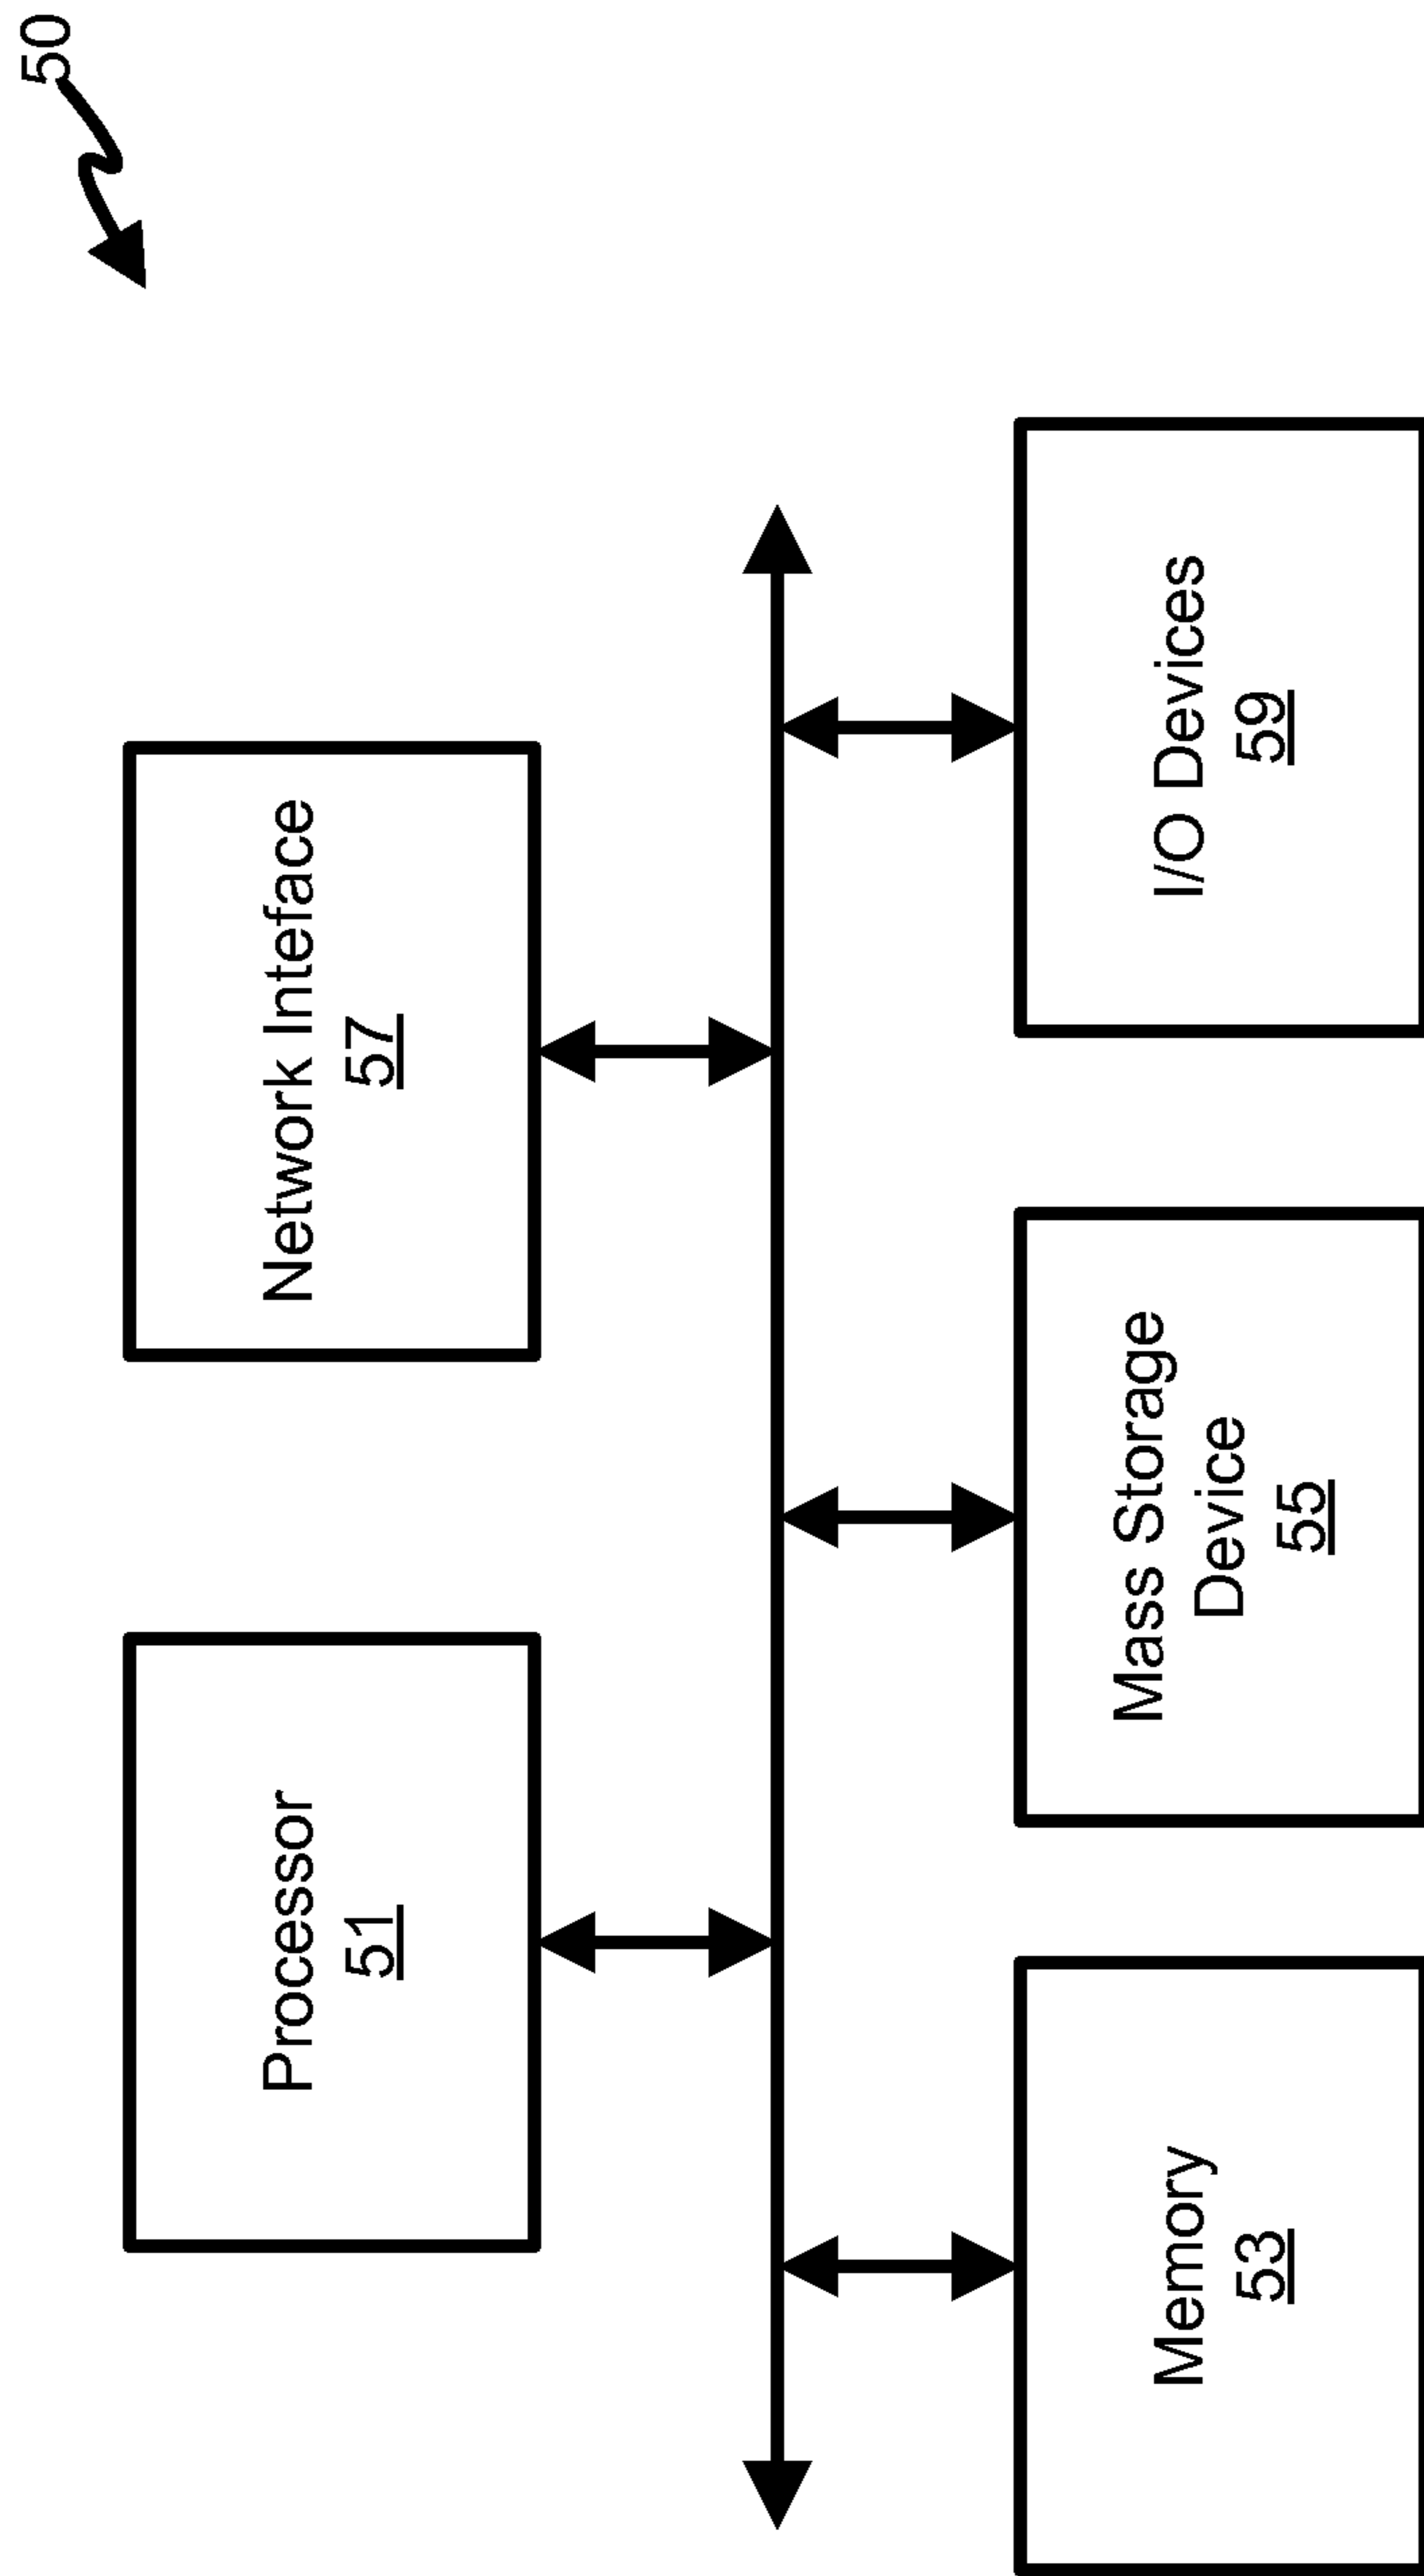 50
Processor
51
Network Inteface
57
Memory
53
Mass Storage
Device
55
I/O Devices
59